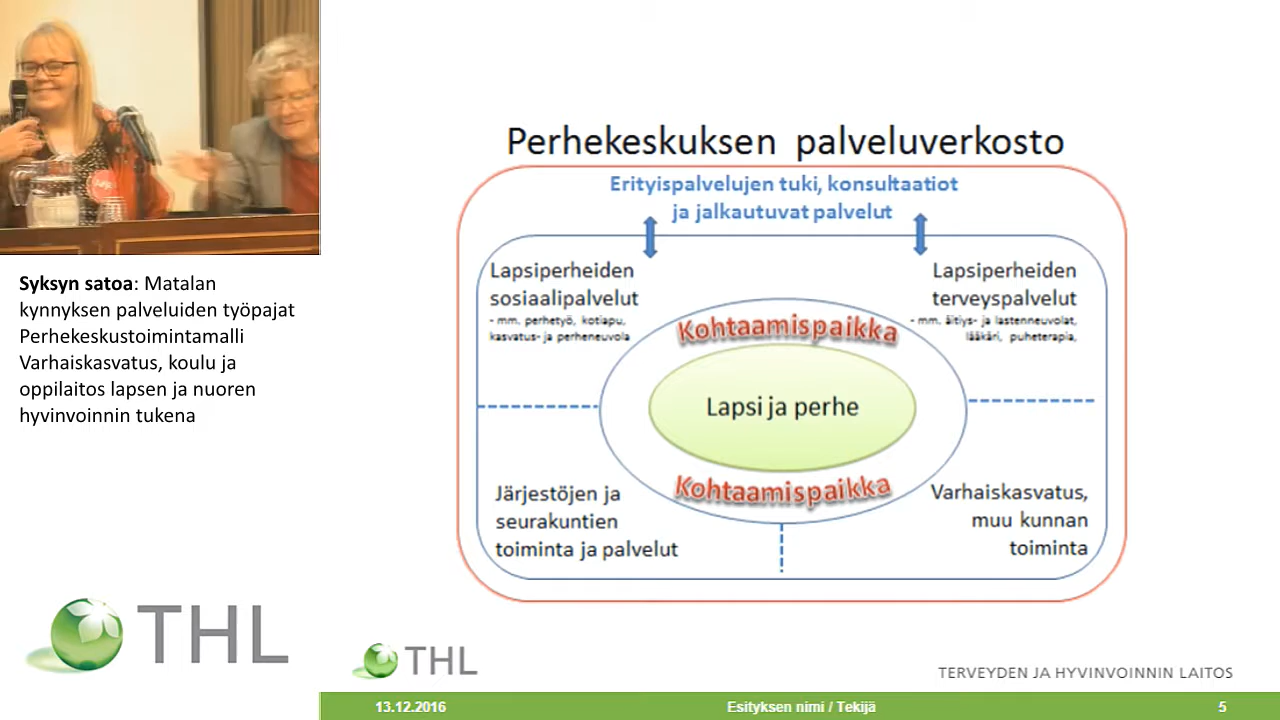 Syksyn satoa: Matalan
kynnyksen palveluiden työpajat
Perhekeskustoimintamalli
Varhaiskasvatus, koulu ja
oppilaitos lapsen ja nuoren
hyvinvoinnin tukena
THL
Perhekeskuksen palveluverkosto
Erityispalvelujen tuki, konsultaatiot
ja jalkautuvat palvelut
Lapsiperheiden
sosiaalipalvelut
- mm. perhetyö, kotiapu,
kasvatus- ja perheneuvola
Lapsiperheiden
terveyspalvelut
- mm. äitiys- ja lastenneuvolat,
lääkäri, puheterapia,
Kohtaamispaikka
Lapsi ja perhe
Kohtaamispaikka
Järjestöjen ja
seurakuntien
toiminta ja palvelut
Varhaiskasvatus,
muu kunnan
toiminta
THL
TERVEYDEN JA HYVINVOINNIN LAITOS
13.12.2016
Esityksen nimi / Tekijä
5